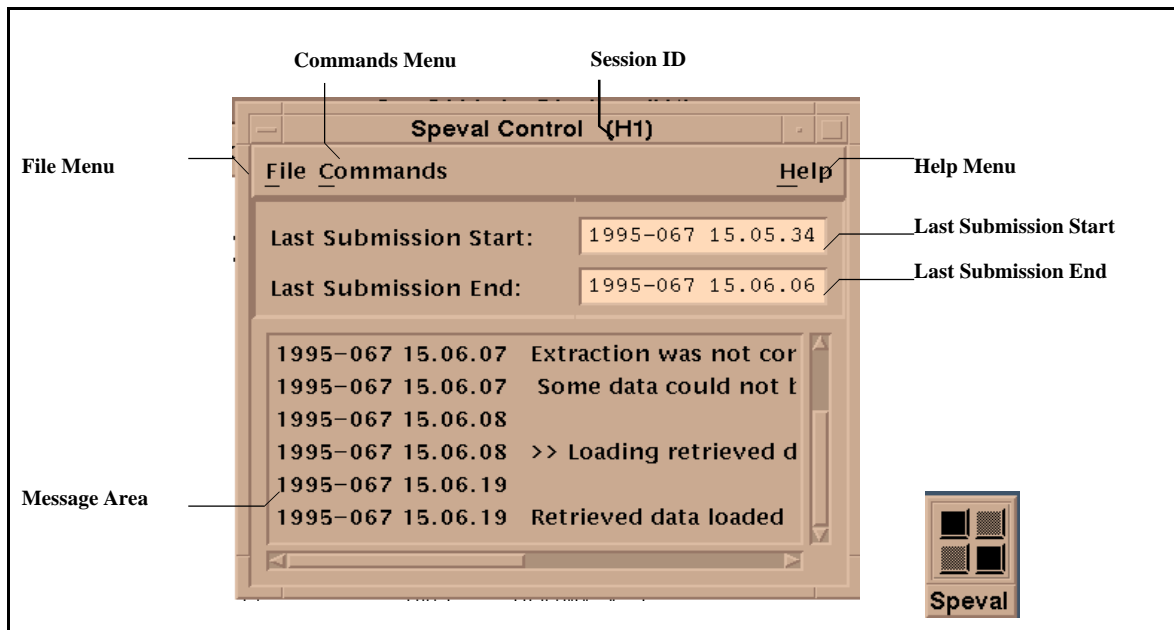 Commands Menu
Session ID
Speval Control (H1)
File Menu
File Commands Help
Help Menu
Last Submission Start: 1995-067 15.05.34
Last Submission Start
Last Submission End: 1995-067 15.06.06
Last Submission End
1995-067 15.06.07 Extraction was not
1995-067 15.06.07 Some data could not
1995-067 15.06.08
1995-067 15.06.08 >> Loading retrieved d
Message Area
1995-067 15.06.19
1995-067 15.06.19 Retrieved data loaded
Speval